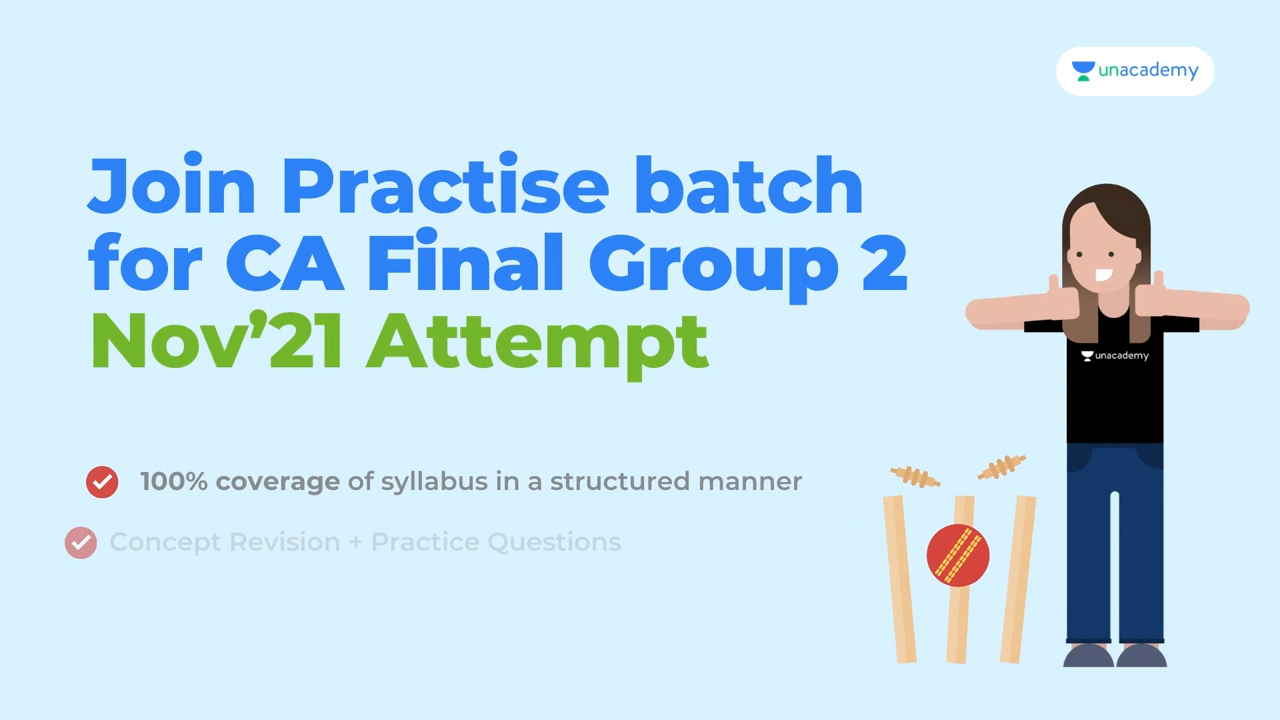 unacademy
Join Practise batch
for CA Final Group 2
Nov’21 Attempt
unacademy
100% coverage of syllabus in a structured manner
Concept Revision + Practice Questions